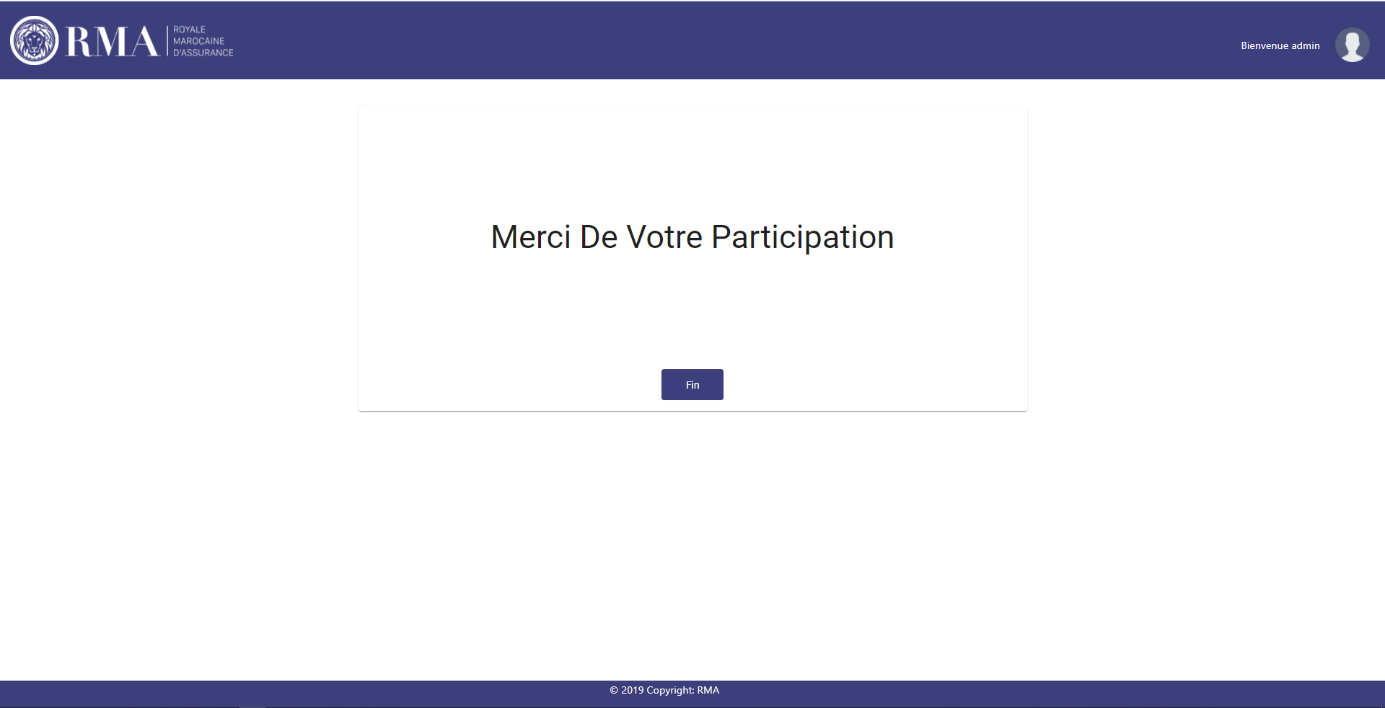 RMA
ROYALE
MAROCAINE
D'ASSURANCE
Bienvenue admin
Merci De Votre Participation
Fin
© 2019 Copyright: RMA